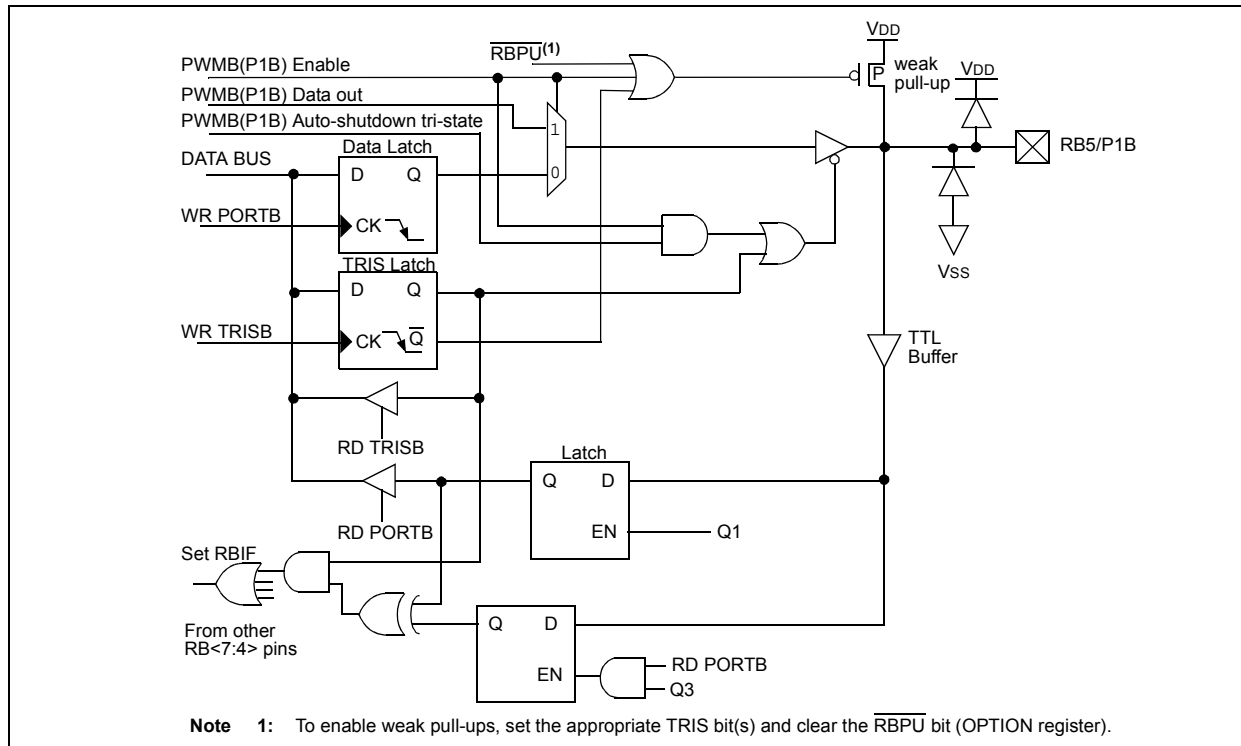 VDD
RBPU(1)
PWMB(P1B) Enable
P
weak
pull-up
VDD
PWMB(P1B) Data out
1
PWMB(P1B) Auto-shutdown tri-state
Data Latch
RB5/P1B
DATA BUS
D
Q
0
WR PORTB
CK
TRIS Latch
VSS
D
Q
WR TRISB
CK
Q
TTL
Buffer
RD TRISB
Latch
Q
D
RD PORTB
EN
Q1
Set RBIF
Q
D
From other
RB<7:4> pins
EN
RD PORTB
Q3
Note 1: To enable weak pull-ups, set the appropriate TRIS bit(s) and clear the RBPU bit (OPTION register).